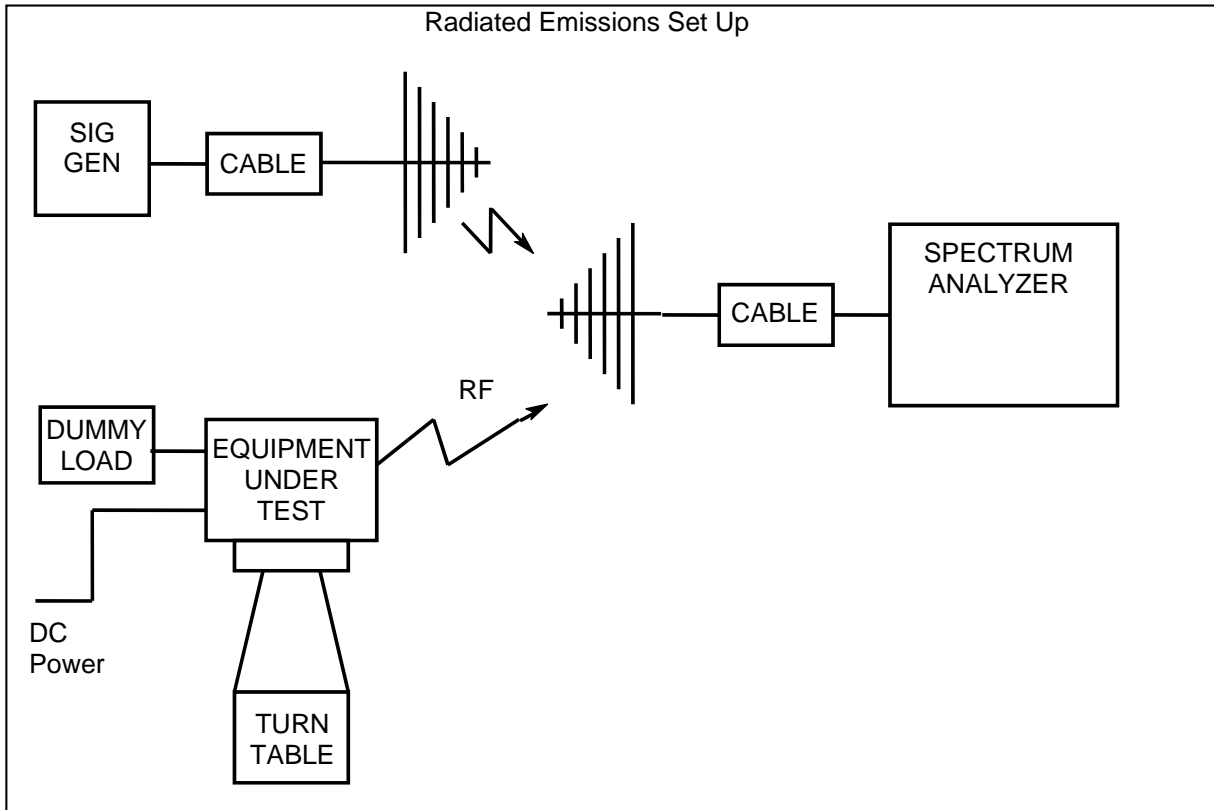 Radiated Emissions Set Up
SIG
GEN
CABLE
SPECTRUM
ANALYZER
CABLE
RF
DUMMY
LOAD
EQUIPMENT
UNDER
TEST
DC
Power
TURN
TABLE